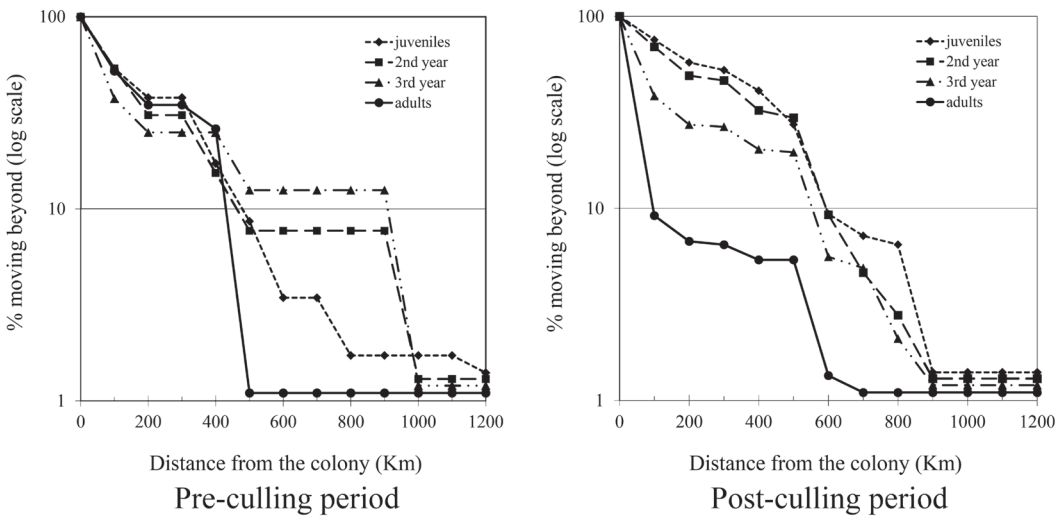 100
10
1
% moving beyond (log scale)
juveniles
2nd year
3rd year
adults
0 200 400 600 800 1000 1200
Distance from the colony (Km)
Pre-culling period
100
10
1
% moving beyond (log scale)
juveniles
2nd year
3rd year
adults
0 200 400 600 800 1000 1200
Distance from the colony (Km)
Post-culling period